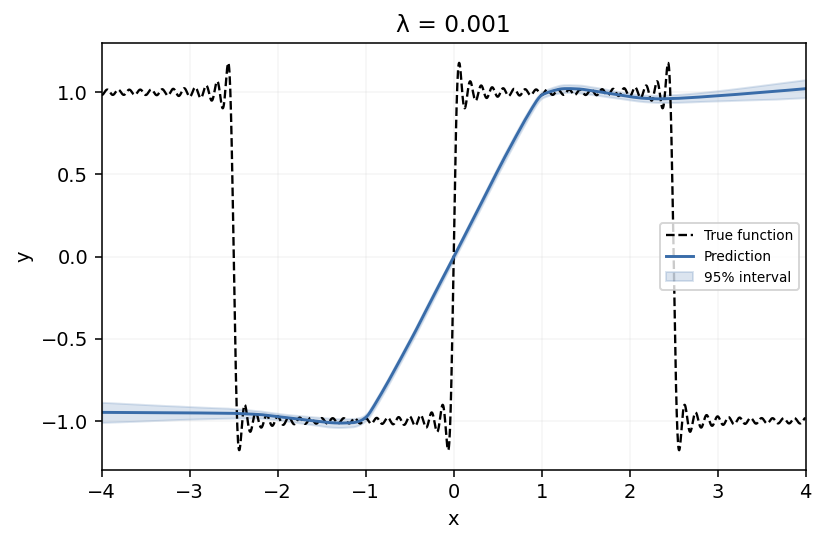 λ = 0.001
y
1.0
0.5
0.0
−0.5
−1.0
True function
Prediction
95% interval
−4 −3 −2 −1 0 1 2 3 4
x